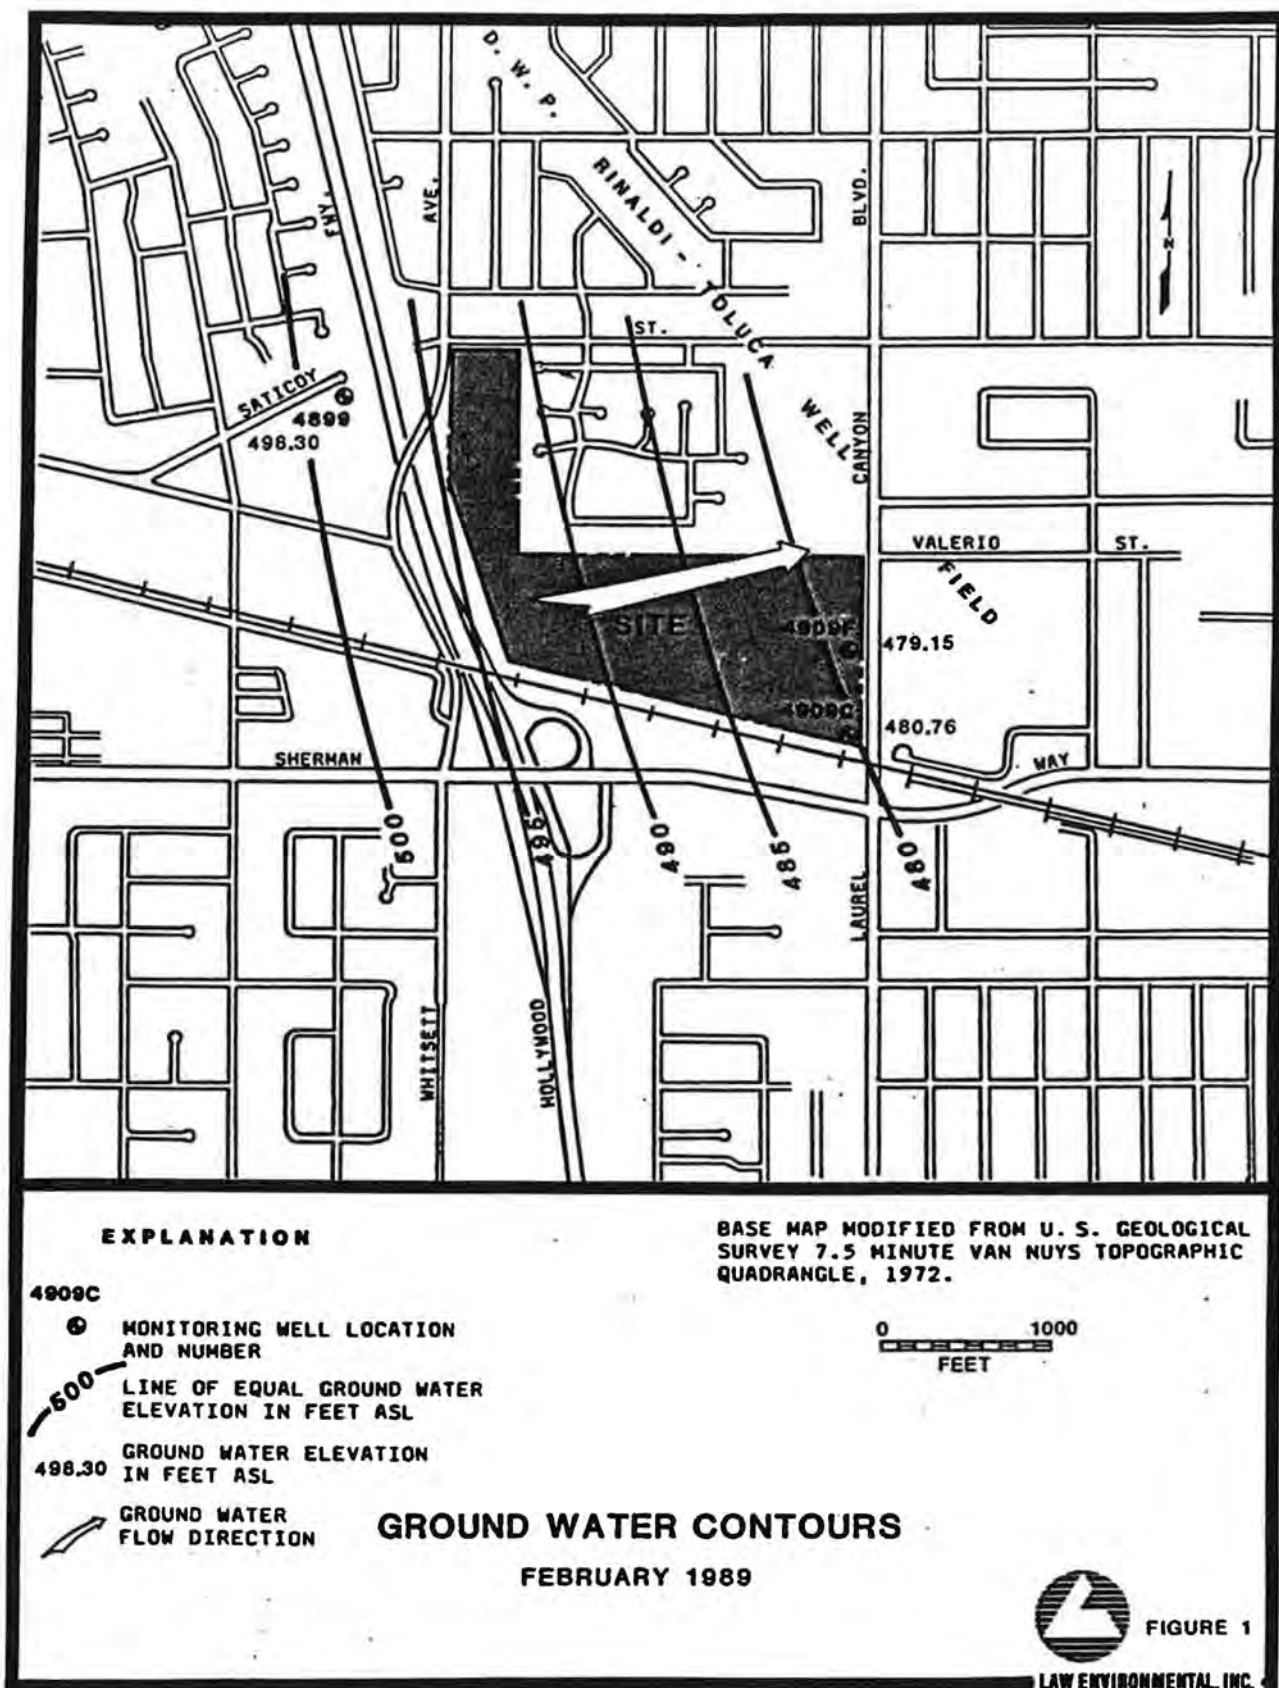 D. W. P.
RINALDI - TOLUCA
WELL
FIELD
FWY.
AVE.
BLVD.
N
ST.
SATICOY
4899
498.30
CANYON
VALERIO
ST.
SITE
4909F
479.15
4909C
480.76
SHERMAN
WAY
500
495
490
485
480
LAUREL
WHITSETT
HOLLYWOOD
EXPLANATION
4909C
MONITORING WELL LOCATION
AND NUMBER
500
LINE OF EQUAL GROUND WATER
ELEVATION IN FEET ASL
498.30
GROUND WATER ELEVATION
IN FEET ASL
GROUND WATER
FLOW DIRECTION
BASE MAP MODIFIED FROM U. S. GEOLOGICAL
SURVEY 7.5 MINUTE VAN NUYS TOPOGRAPHIC
QUADRANGLE, 1972.
0 1000
FEET
GROUND WATER CONTOURS
FEBRUARY 1989
FIGURE 1
LAW ENVIRONMENTAL, INC.